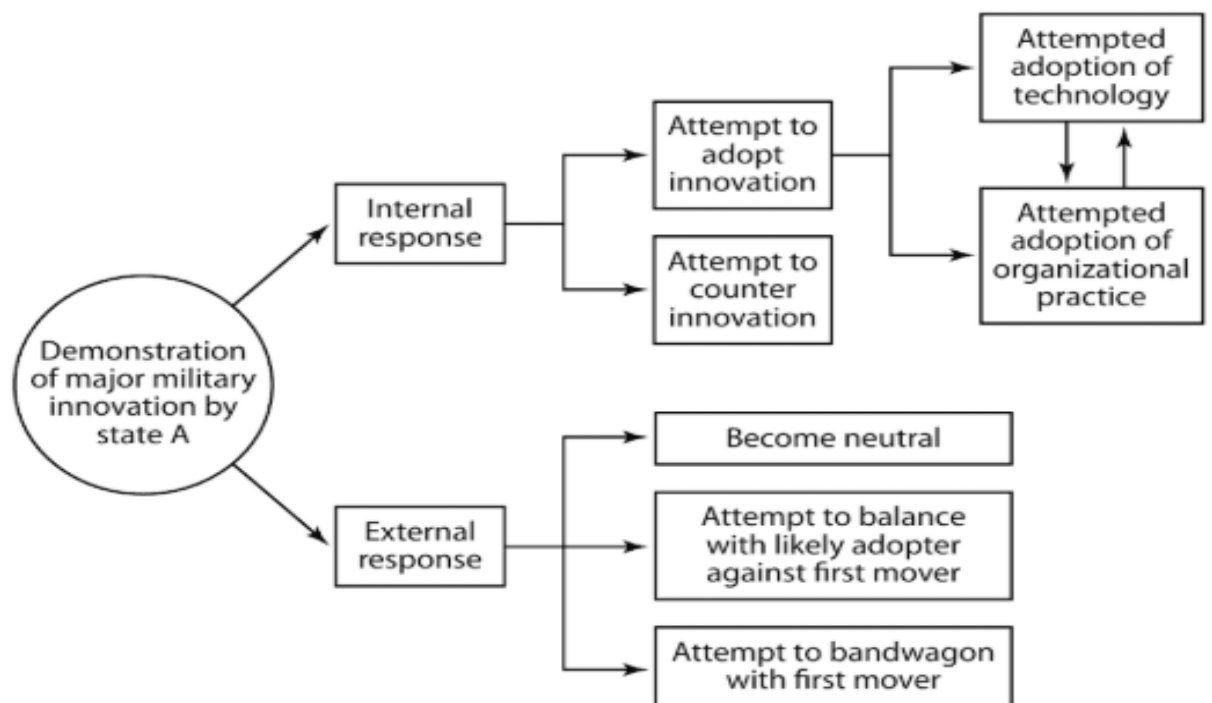 Demonstration
of major military
innovation by
state A
Internal
response
Attempt to
adopt
innovation
Attempted
adoption of
technology
Attempted
adoption of
organizational
practice
Attempt to
counter
innovation
External
response
Become neutral
Attempt to balance
with likely adopter
against first mover
Attempt to bandwagon
with first mover